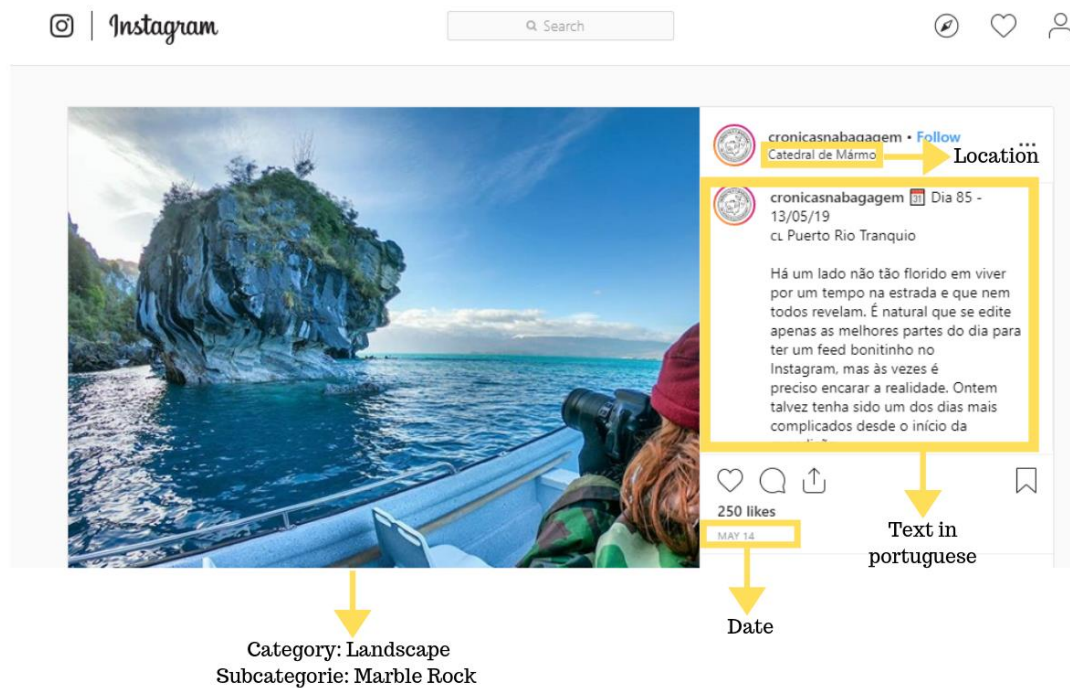 Instagram
Search
cronicasnabagagem • Follow
Catedral de Mármo
Location
cronicasnabagagem 31 Dia 85 -
13/05/19
CL Puerto Rio Tranquio
Há um lado não tão florido em viver
por um tempo na estrada e que nem
todos revelam. É natural que se edite
apenas as melhores partes do dia para
ter um feed bonitinho no
Instagram, mas às vezes é
preciso encarar a realidade. Ontem
talvez tenha sido um dos dias mais
complicados desde o início da
250 likes
MAY 14
Text in
portuguese
Date
Category: Landscape
Subcategorie: Marble Rock